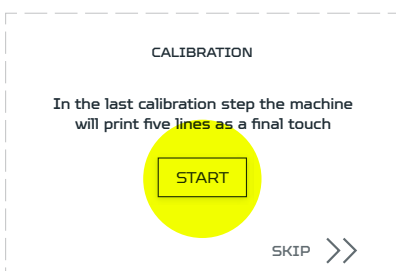 CALIBRATION
In the last calibration step the machine
will print five lines as a final touch
START
SKIP